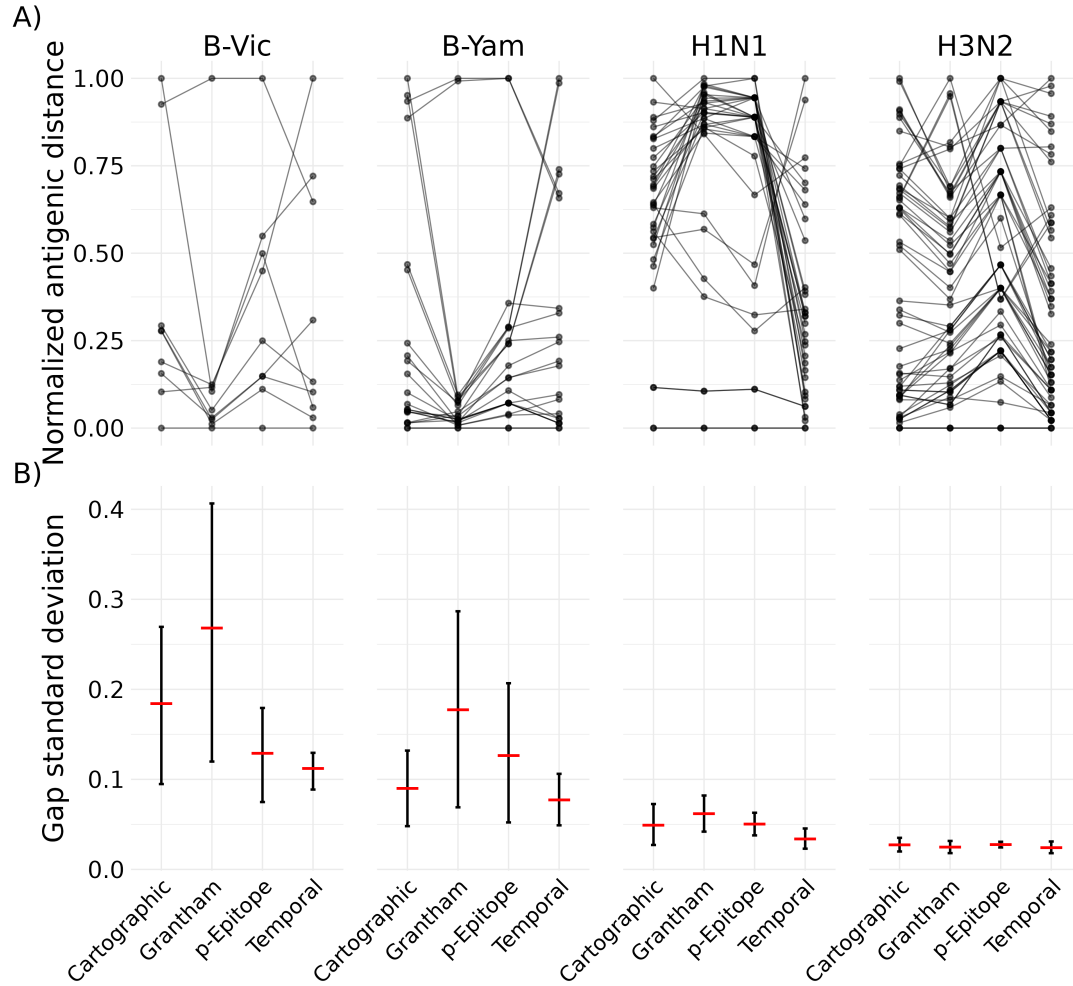 A)
B-Vic
B-Yam
H1N1
H3N2
Normalized antigenic distance
1.00
0.75
0.50
0.25
0.00
B)
Gap standard deviation
0.4
0.3
0.2
0.1
0.0
Cartographic
Grantham
p-Epitope
Temporal
Cartographic
Grantham
p-Epitope
Temporal
Cartographic
Grantham
p-Epitope
Temporal
Cartographic
Grantham
p-Epitope
Temporal